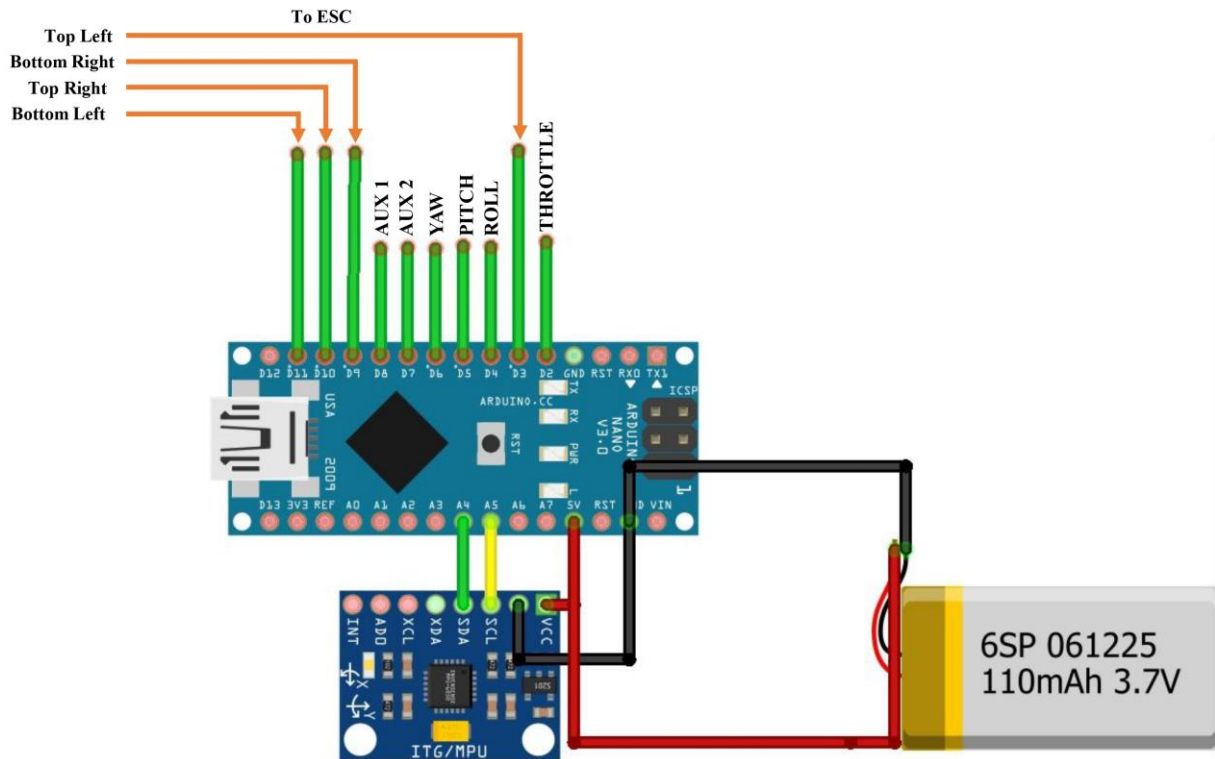 To ESC
Top Left
Bottom Right
Top Right
Bottom Left
AUX 1
AUX 2
YAW
PITCH
ROLL
THROTTLE
D12 D11 D10 D9 D8 D7 D6 D5 D4 D3 D2 GND RST RX0 TX1
ICSP
USA
2009
ARDUINO.CC
RST
TX
RX
PWR
L
ARDUIN
NANO
V3.0
1
D13 3V3 REF A0 A1 A2 A3 A4 A5 A6 A7 5V RST D VIN
INT ADO XCL XDA SDA SCL VCC
X
Y
ITG/MPU
6SP 061225
110mAh 3.7V